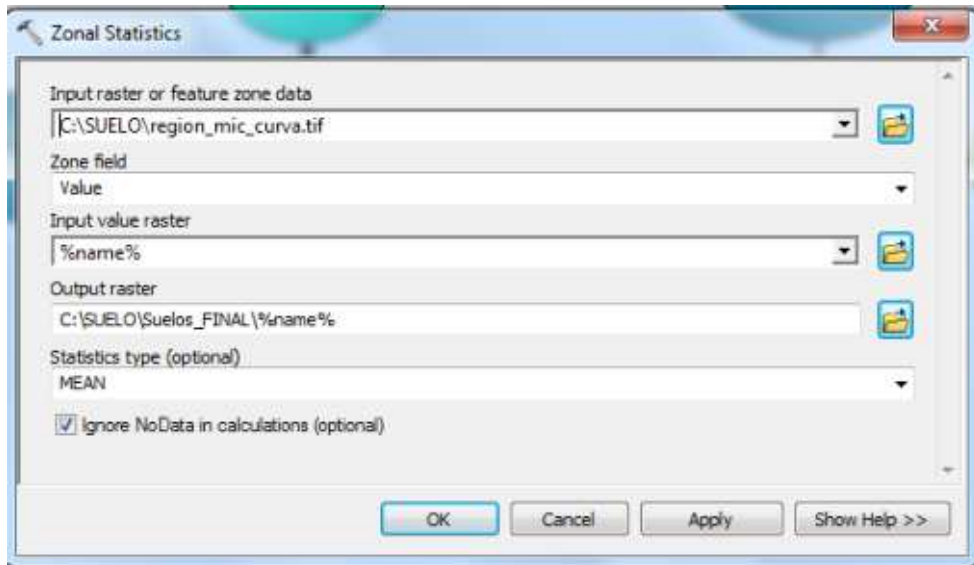 Zonal Statistics
Input raster or feature zone data
C:\SUELO\region_mic_curva.tif
Zone field
Value
Input value raster
%name%
Output raster
C:\SUELO\Suelos_FINAL\%name%
Statistics type (optional)
MEAN
Ignore NoData in calculations (optional)
OK Cancel Apply Show Help >>